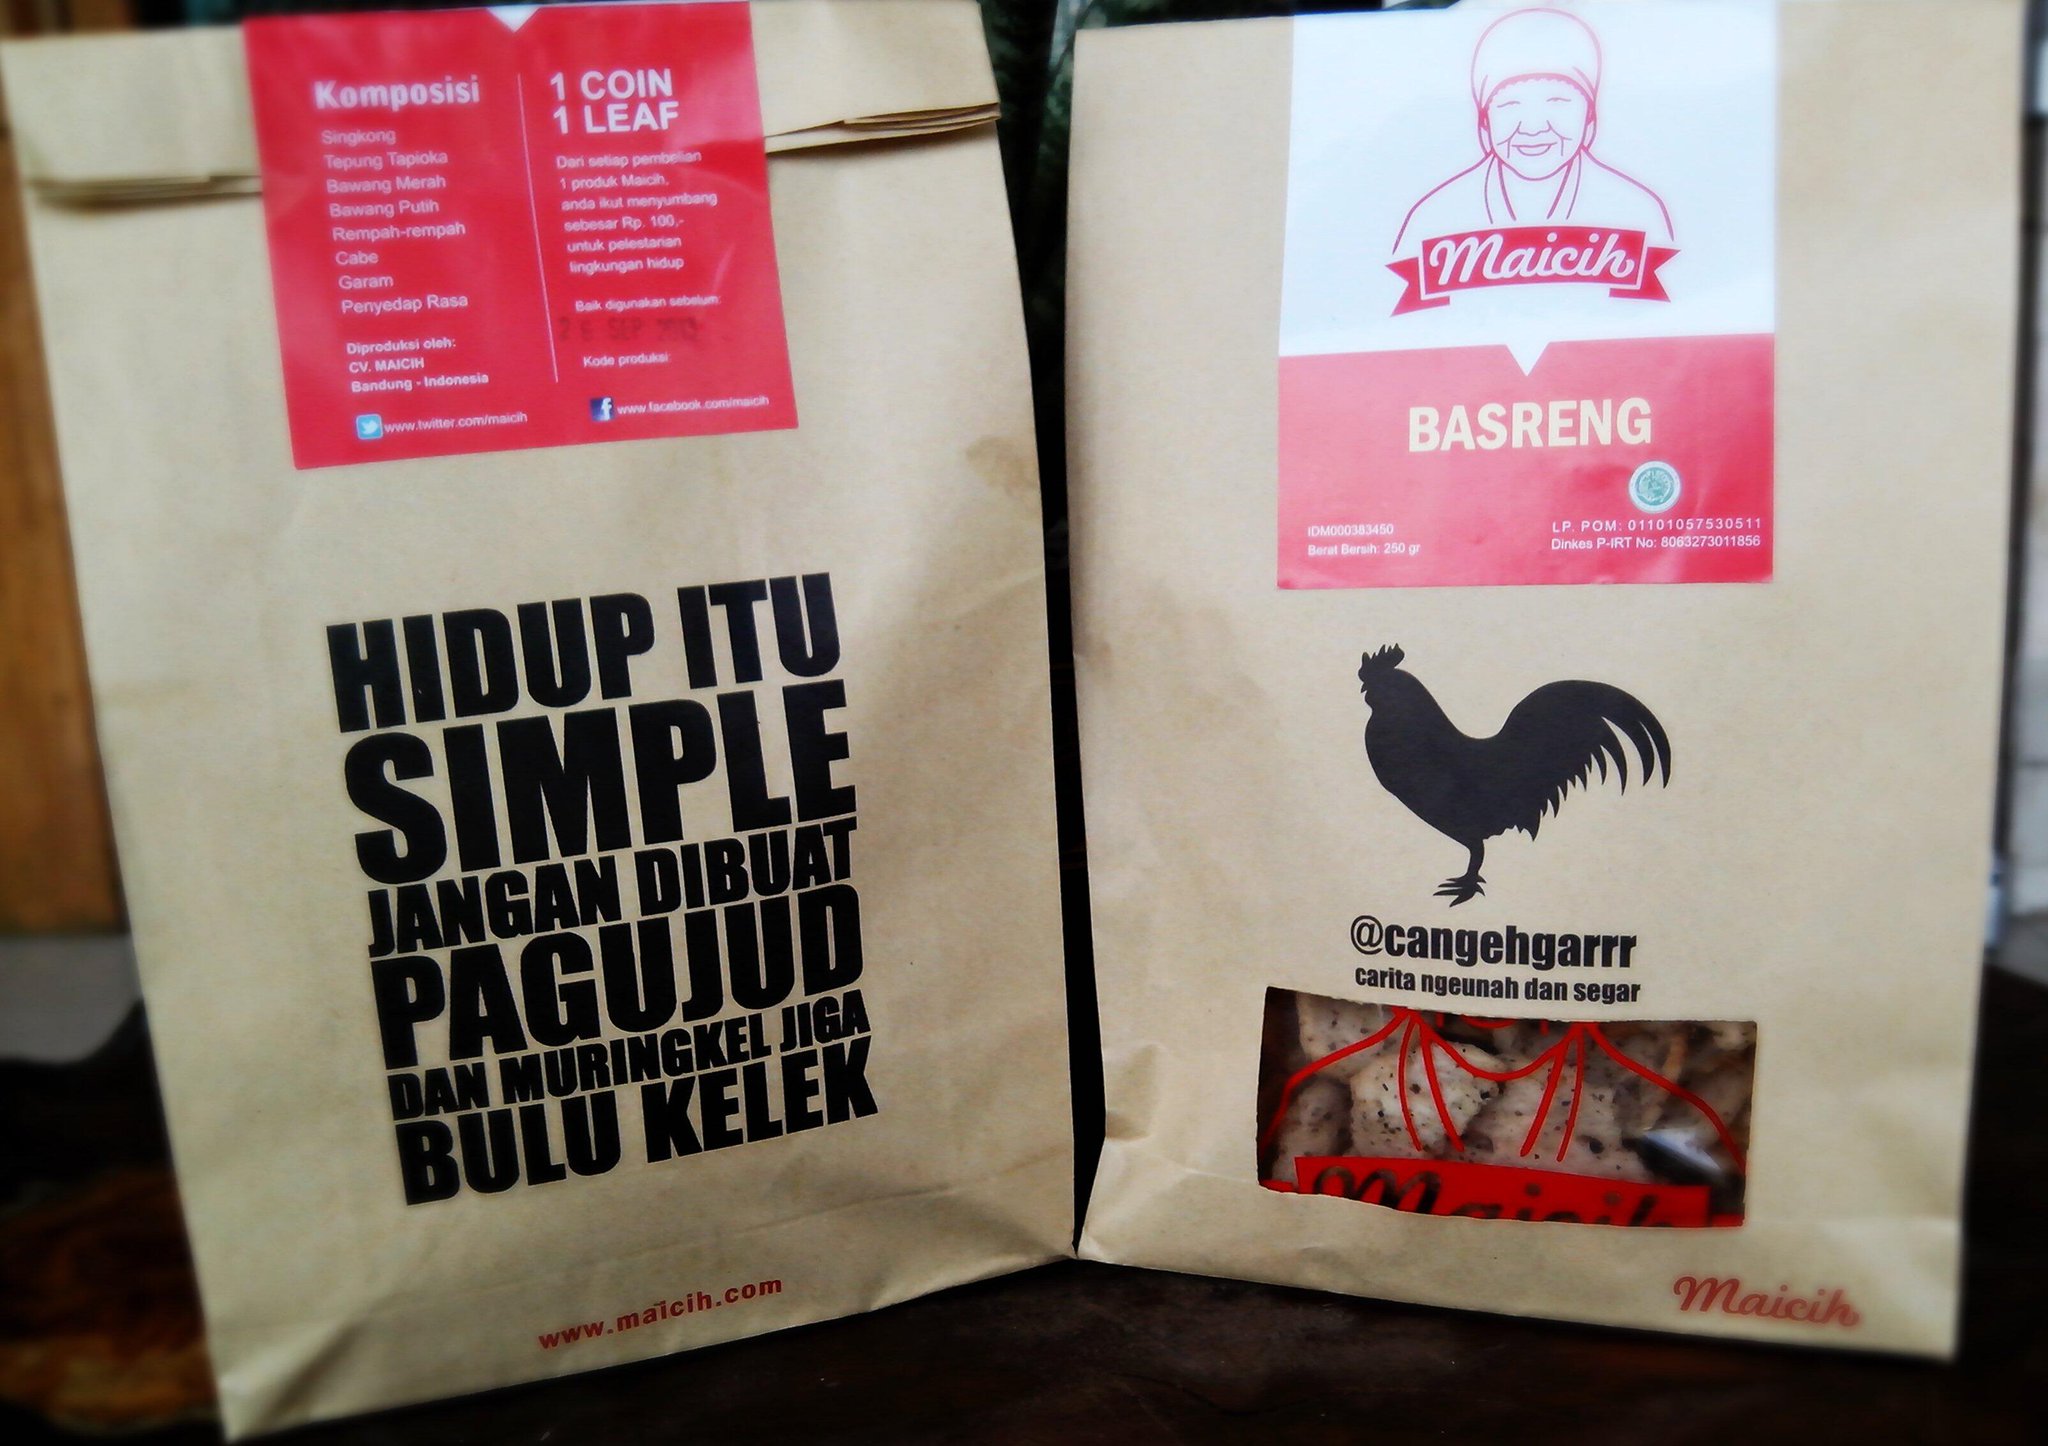 Komposisi
Singkong
Tepung Tapioka
Bawang Merah
Bawang Putih
Rempah-rempah
Cabe
Garam
Penyedap Rasa
Diproduksi oleh:
CV. MAICIH
Bandung - Indonesia
www.twitter.com/maicih
1 COIN
1 LEAF
Dari setiap pembelian
1 produk Maicih,
anda ikut menyumbang
sebesar Rp. 100,-
untuk pelestarian
lingkungan hidup
Baik digunakan sebelum:
26 SEP
Kode produksi:
f www.facebook.com/maicih
HIDUP ITU
SIMPLE
JANGAN DIBUAT
PAGUJUD
DAN MURINGKEL JIGA
BULU KELEK
www.maicih.com
Maicih
BASRENG
IDM000383450
Berat Bersih: 250 gr
LP. POM: 01101057530511
Dinkes P-IRT No: 8063273011856
@cangehgarrr
carita ngeunah dan segar
Maicih
Maicih